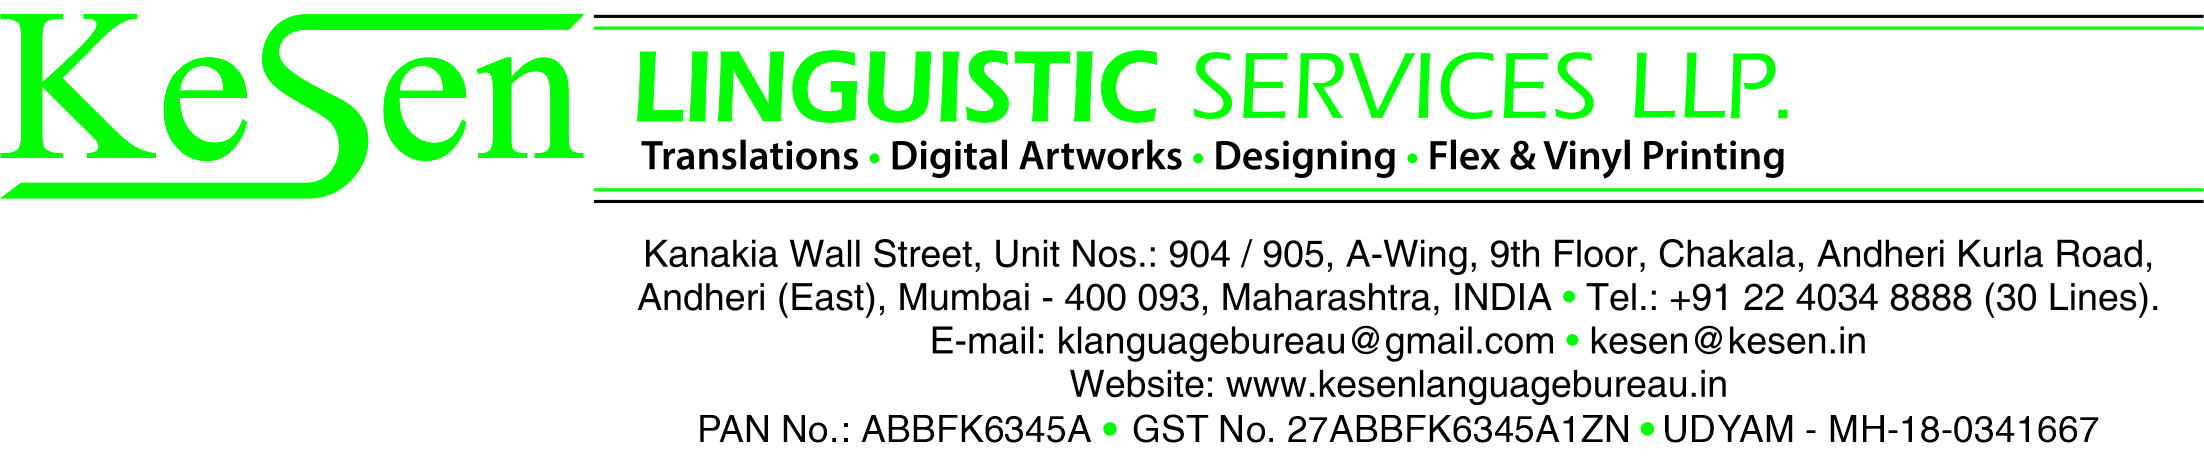 KeSen
LINGUISTIC SERVICES LLP.
Translations • Digital Artworks • Designing • Flex & Vinyl Printing
Kanakia Wall Street, Unit Nos.: 904 / 905, A-Wing, 9th Floor, Chakala, Andheri Kurla Road,
Andheri (East), Mumbai - 400 093, Maharashtra, INDIA • Tel.: +91 22 4034 8888 (30 Lines).
E-mail: klanguagebureau@gmail.com • kesen@kesen.in
Website: www.kesenlanguagebureau.in
PAN No.: ABBFK6345A • GST No. 27ABBFK6345A1ZN • UDYAM - MH-18-0341667